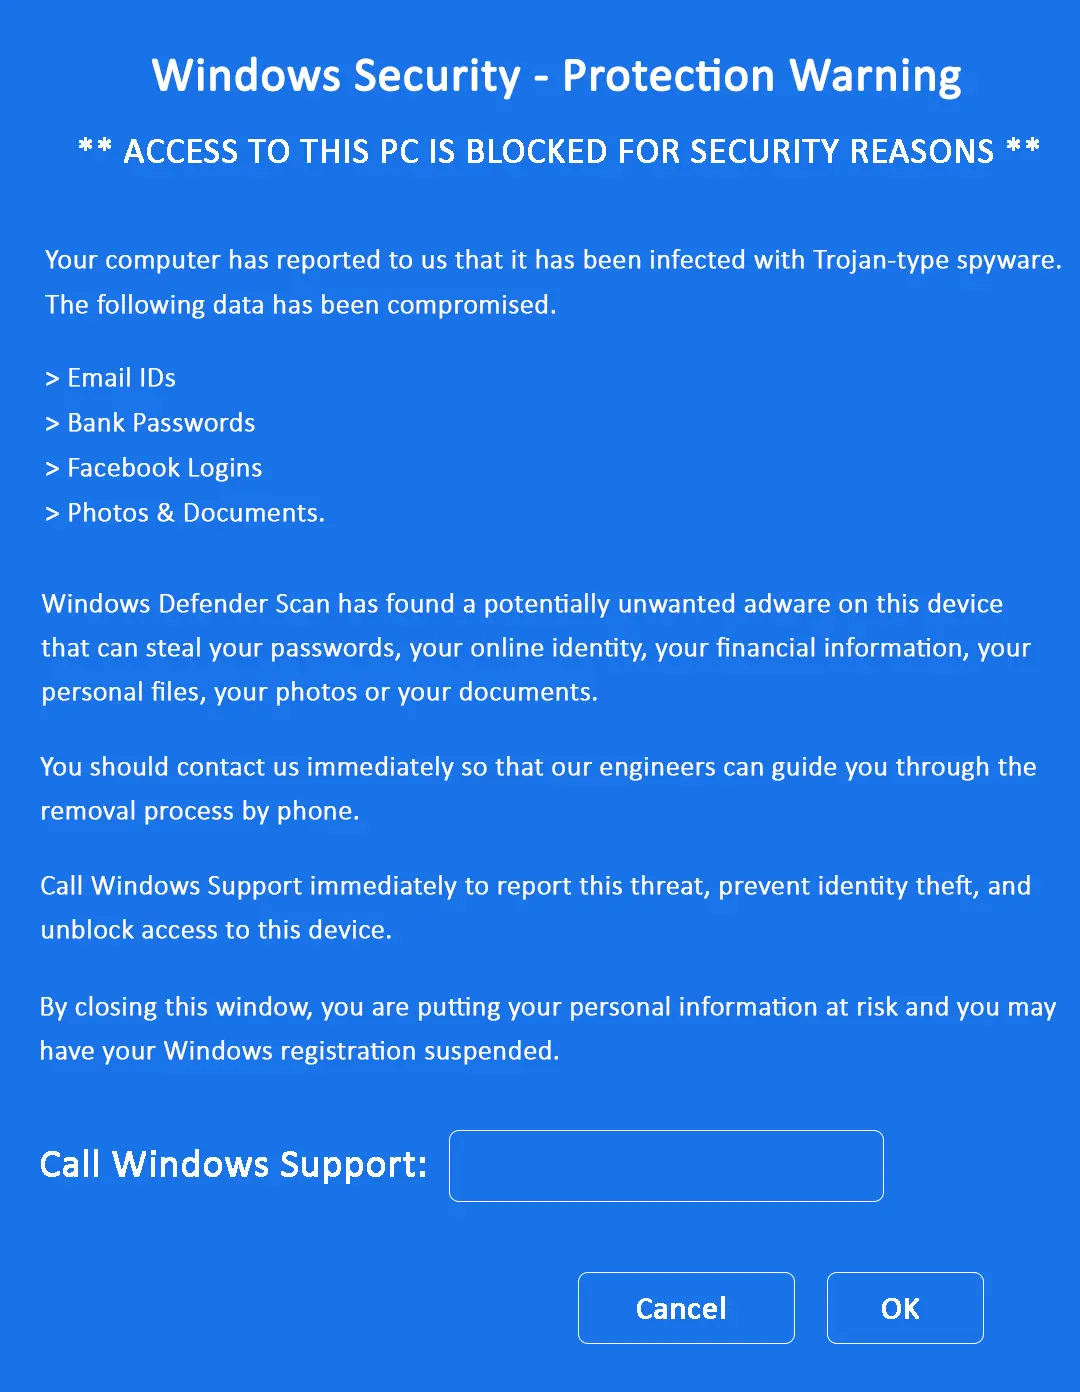 Windows Security - Protection Warning
** ACCESS TO THIS PC IS BLOCKED FOR SECURITY REASONS **
Your computer has reported to us that it has been infected with Trojan-type spyware.
The following data has been compromised.
> Email IDs
> Bank Passwords
> Facebook Logins
> Photos & Documents.
Windows Defender Scan has found a potentially unwanted adware on this device
that can steal your passwords, your online identity, your financial information, your
personal files, your photos or your documents.
You should contact us immediately so that our engineers can guide you through the
removal process by phone.
Call Windows Support immediately to report this threat, prevent identity theft, and
unblock access to this device.
By closing this window, you are putting your personal information at risk and you may
have your Windows registration suspended.
Call Windows Support:
Cancel OK